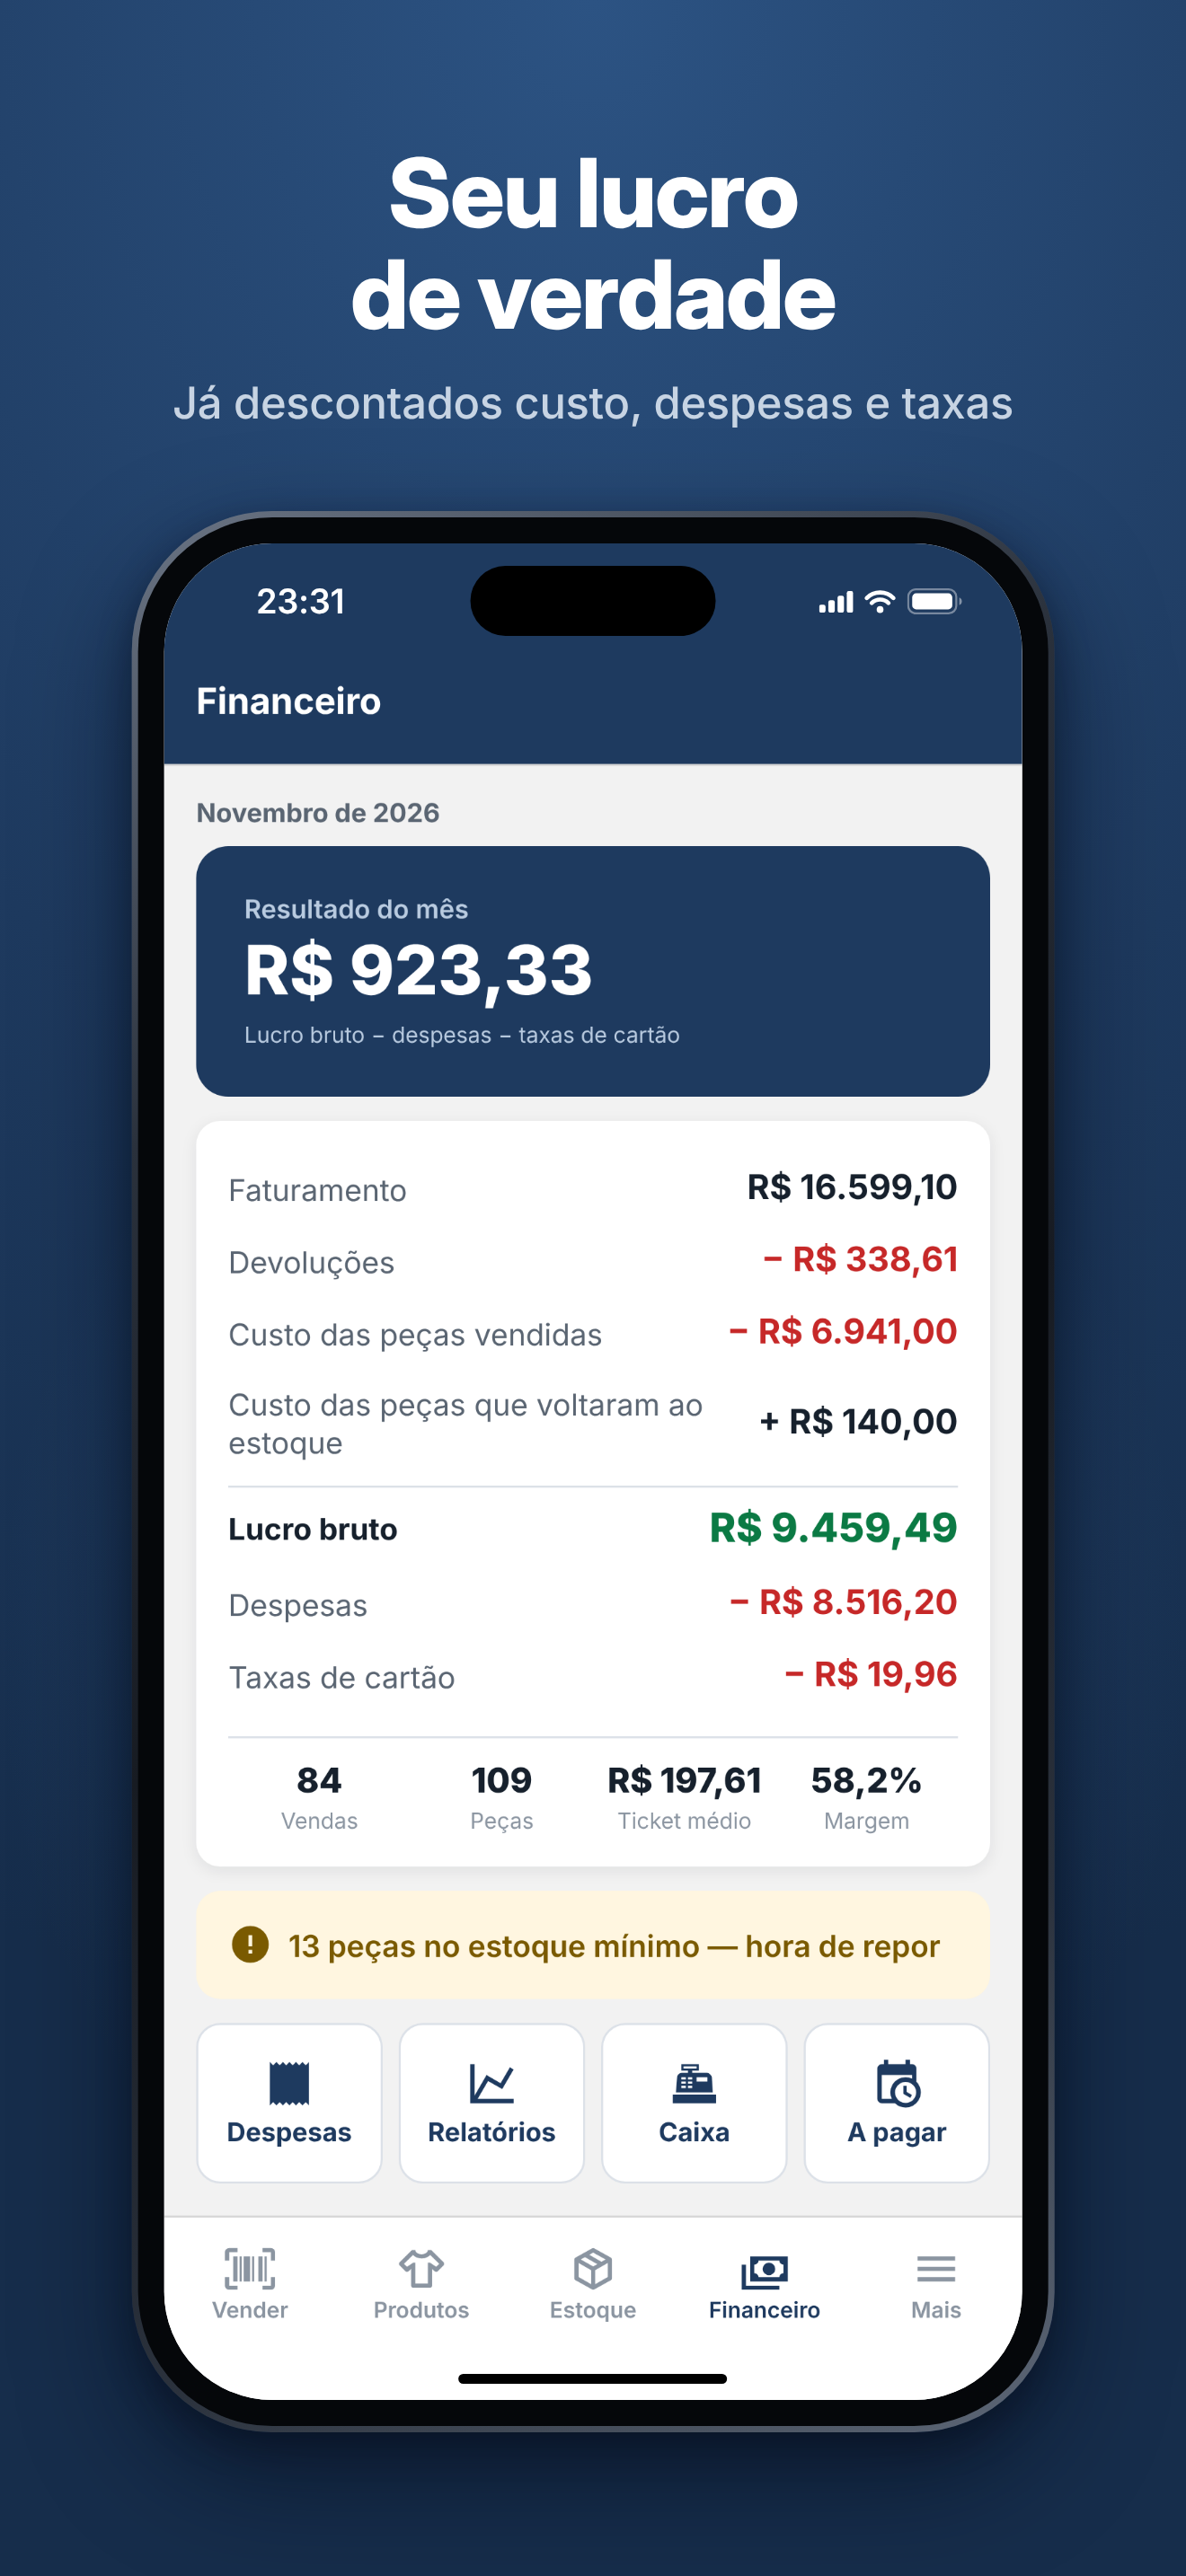 Seu lucro
de verdade
Já descontados custo, despesas e taxas
23:31
Financeiro
Novembro de 2026
Resultado do mês
R$ 923,33
Lucro bruto − despesas − taxas de cartão
Faturamento R$ 16.599,10
Devoluções − R$ 338,61
Custo das peças vendidas − R$ 6.941,00
Custo das peças que voltaram ao
estoque + R$ 140,00
Lucro bruto R$ 9.459,49
Despesas − R$ 8.516,20
Taxas de cartão − R$ 19,96
84 109 R$ 197,61 58,2%
Vendas Peças Ticket médio Margem
13 peças no estoque mínimo — hora de repor
Despesas Relatórios Caixa A pagar
Vender Produtos Estoque Financeiro Mais